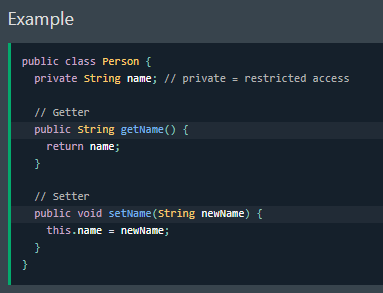 Example
public class Person {
  private String name; // private = restricted access
  // Getter
  public String getName() {
    return name;
  }
  // Setter
  public void setName(String newName) {
    this.name = newName;
  }
}